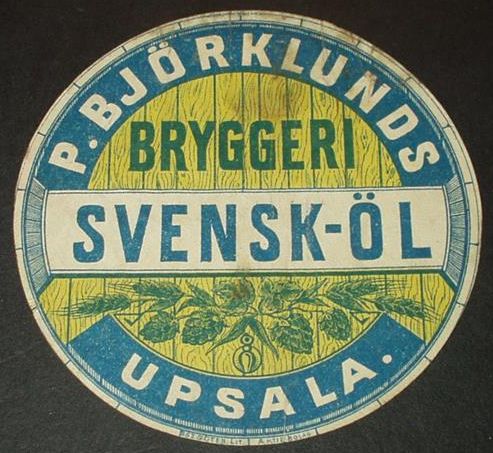 P. BJÖRKLUNDS
BRYGGERI
SVENSK-ÖL
UPSALA.